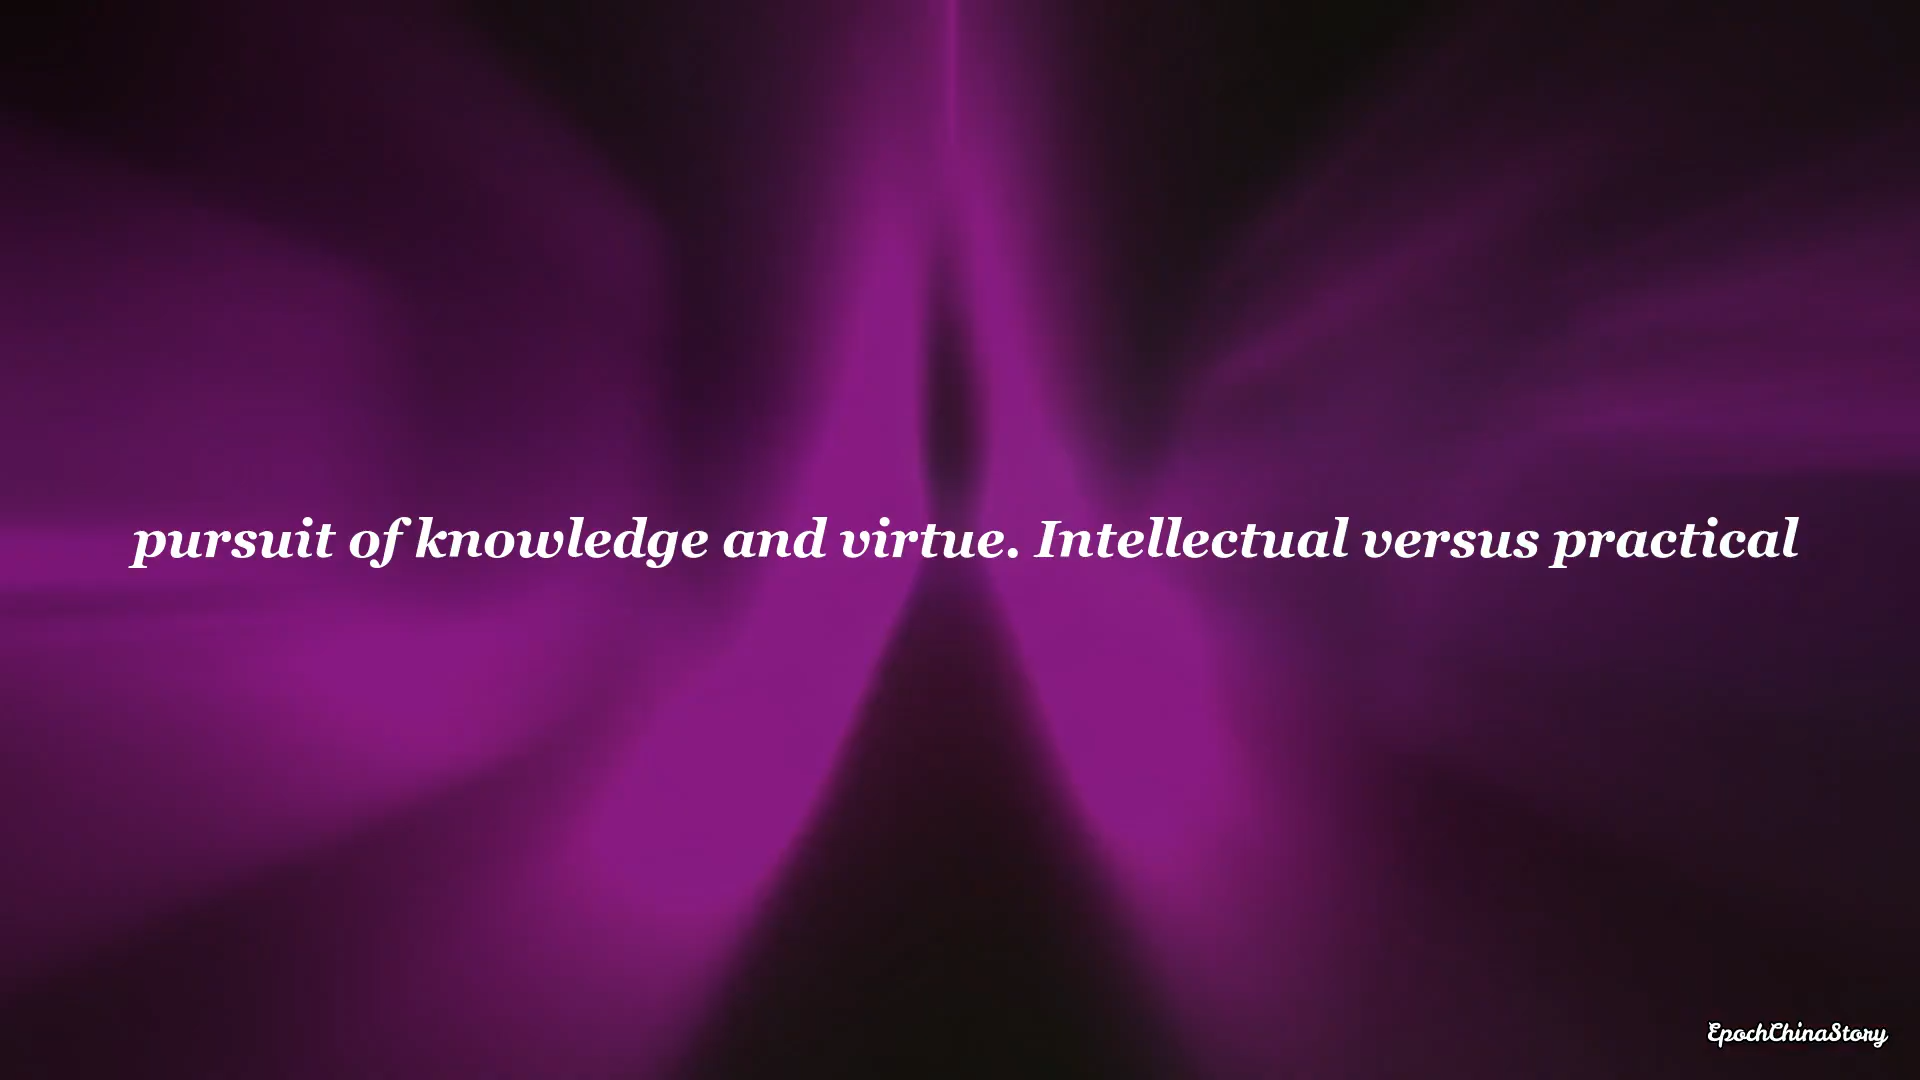 pursuit of knowledge and virtue. Intellectual versus practical
EpochChinaStory